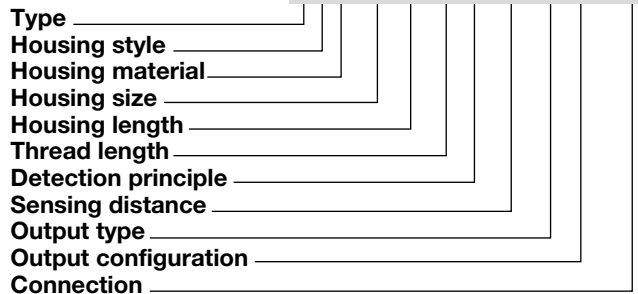 Type
Housing style
Housing material
Housing size
Housing length
Thread length
Detection principle
Sensing distance
Output type
Output configuration
Connection